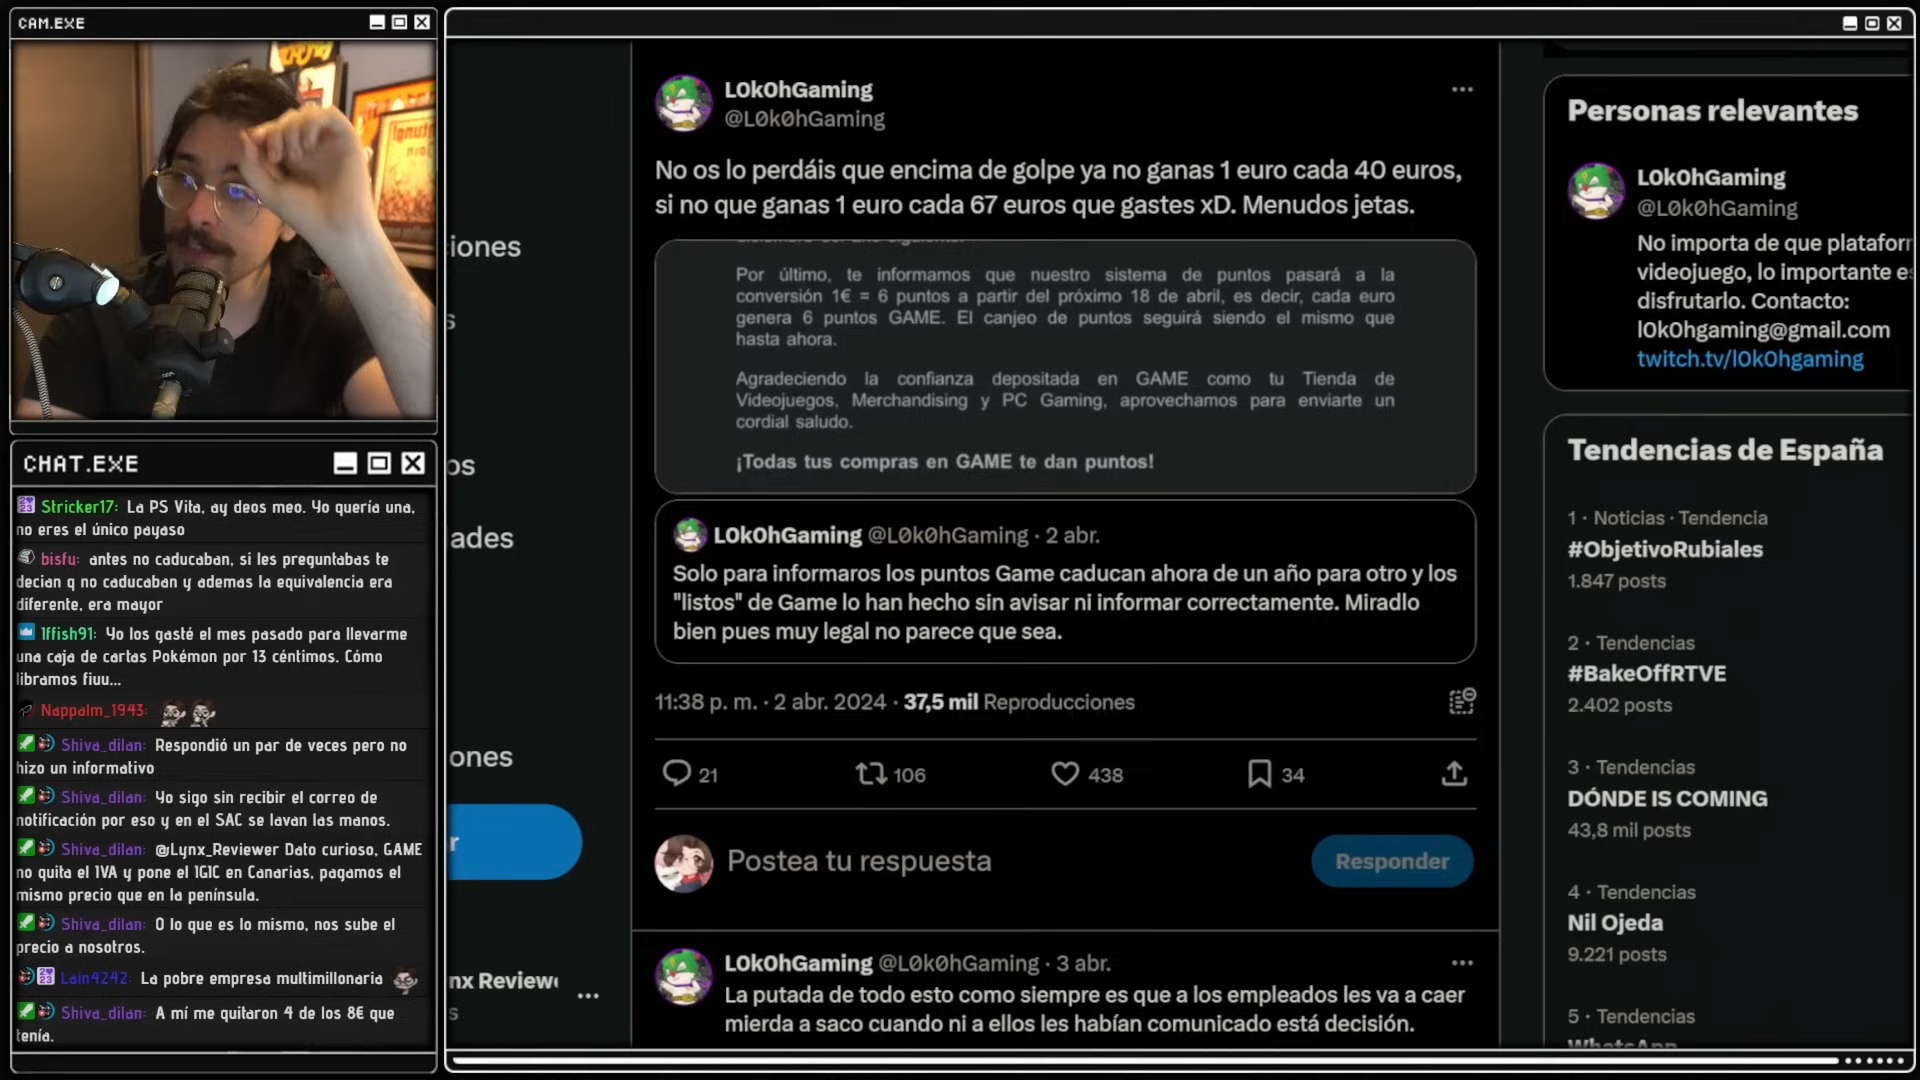 CAM.EXE
CHAT.EXE
Stricker17: La PS Vita, ay deos meo. Yo quería una,
no eres el único payaso
bisfu: antes no caducaban, si les preguntabas te
decian q no caducaban y ademas la equivalencia era
diferente, era mayor
1ffish91: Yo los gasté el mes pasado para llevarme
una caja de cartas Pokémon por 13 céntimos. Cómo
libramos fiuu...
Nappalm_1943:
Shiva_dilan: Respondió un par de veces pero no
hizo un informativo
Shiva_dilan: Yo sigo sin recibir el correo de
notificación por eso y en el SAC se lavan las manos.
Shiva_dilan: @Lynx_Reviewer Dato curioso, GAME
no quita el IVA y pone el IGIC en Canarias, pagamos el
mismo precio que en la península.
Shiva_dilan: O lo que es lo mismo, nos sube el
precio a nosotros.
Lain4242: La pobre empresa multimillonaria
Shiva_dilan: A mí me quitaron 4 de los 8€ que
tenía.
iones
s
os
ades
ones
r
nx Review
s
L0k0hGaming
@L0k0hGaming
No os lo perdáis que encima de golpe ya no ganas 1 euro cada 40 euros,
si no que ganas 1 euro cada 67 euros que gastes xD. Menudos jetas.
Por último, te informamos que nuestro sistema de puntos pasará a la
conversión 1€ = 6 puntos a partir del próximo 18 de abril, es decir, cada euro
genera 6 puntos GAME. El canjeo de puntos seguirá siendo el mismo que
hasta ahora.
Agradeciendo la confianza depositada en GAME como tu Tienda de
Videojuegos, Merchandising y PC Gaming, aprovechamos para enviarte un
cordial saludo.
¡Todas tus compras en GAME te dan puntos!
L0k0hGaming @L0k0hGaming · 2 abr.
Solo para informaros los puntos Game caducan ahora de un año para otro y los
"listos" de Game lo han hecho sin avisar ni informar correctamente. Miradlo
bien pues muy legal no parece que sea.
11:38 p. m. · 2 abr. 2024 · 37,5 mil Reproducciones
21 106 438 34
Postea tu respuesta
Responder
L0k0hGaming @L0k0hGaming · 3 abr.
La putada de todo esto como siempre es que a los empleados les va a caer
mierda a saco cuando ni a ellos les habían comunicado está decisión.
Personas relevantes
L0k0hGaming
@L0k0hGaming
No importa de que platafor
videojuego, lo importante es
disfrutarlo. Contacto:
l0k0hgaming@gmail.com
twitch.tv/l0k0hgaming
Tendencias de España
1 · Noticias · Tendencia
#ObjetivoRubiales
1.847 posts
2 · Tendencias
#BakeOffRTVE
2.402 posts
3 · Tendencias
DÓNDE IS COMING
43,8 mil posts
4 · Tendencias
Nil Ojeda
9.221 posts
5 · Tendencias
WhatsApp